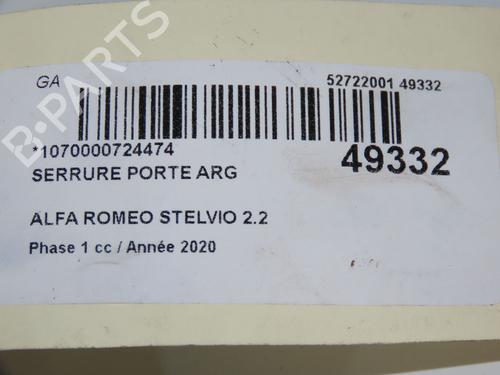 GA
52722001 49332
*1070000724474
49332
SERRURE PORTE ARG
ALFA ROMEO STELVIO 2.2
Phase 1 cc / Année 2020
B-PARTS